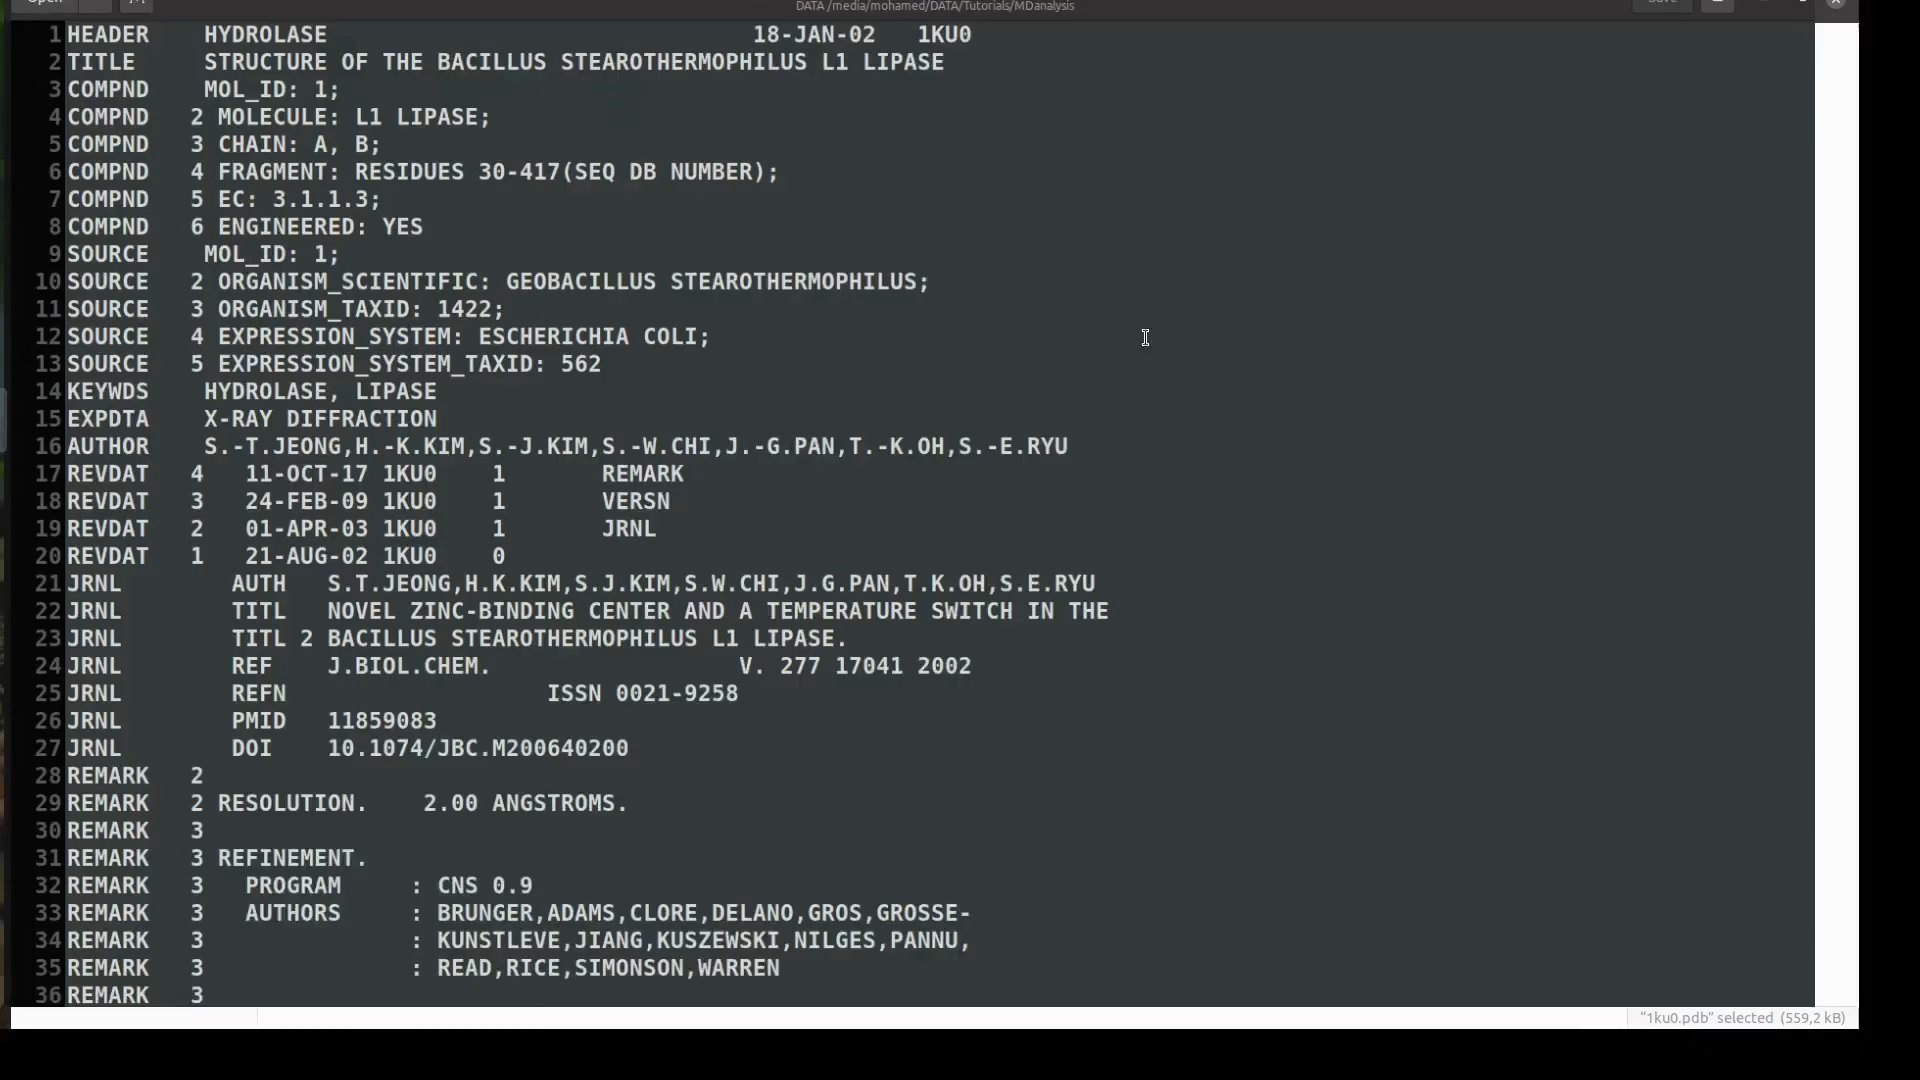 DATA /media/mohamed/DATA/Tutorials/MDanalysis
1 HEADER    HYDROLASE                               18-JAN-02   1KU0
2 TITLE     STRUCTURE OF THE BACILLUS STEAROTHERMOPHILUS L1 LIPASE
3 COMPND    MOL_ID: 1;
4 COMPND   2 MOLECULE: L1 LIPASE;
5 COMPND   3 CHAIN: A, B;
6 COMPND   4 FRAGMENT: RESIDUES 30-417(SEQ DB NUMBER);
7 COMPND   5 EC: 3.1.1.3;
8 COMPND   6 ENGINEERED: YES
9 SOURCE    MOL_ID: 1;
10 SOURCE   2 ORGANISM_SCIENTIFIC: GEOBACILLUS STEAROTHERMOPHILUS;
11 SOURCE   3 ORGANISM_TAXID: 1422;
12 SOURCE   4 EXPRESSION_SYSTEM: ESCHERICHIA COLI;
13 SOURCE   5 EXPRESSION_SYSTEM_TAXID: 562
14 KEYWDS    HYDROLASE, LIPASE
15 EXPDTA    X-RAY DIFFRACTION
16 AUTHOR    S.-T.JEONG,H.-K.KIM,S.-J.KIM,S.-W.CHI,J.-G.PAN,T.-K.OH,S.-E.RYU
17 REVDAT   4   11-OCT-17 1KU0    1       REMARK
18 REVDAT   3   24-FEB-09 1KU0    1       VERSN
19 REVDAT   2   01-APR-03 1KU0    1       JRNL
20 REVDAT   1   21-AUG-02 1KU0    0
21 JRNL        AUTH   S.T.JEONG,H.K.KIM,S.J.KIM,S.W.CHI,J.G.PAN,T.K.OH,S.E.RYU
22 JRNL        TITL   NOVEL ZINC-BINDING CENTER AND A TEMPERATURE SWITCH IN THE
23 JRNL        TITL 2 BACILLUS STEAROTHERMOPHILUS L1 LIPASE.
24 JRNL        REF    J.BIOL.CHEM.                  V. 277 17041 2002
25 JRNL        REFN                   ISSN 0021-9258
26 JRNL        PMID   11859083
27 JRNL        DOI    10.1074/JBC.M200640200
28 REMARK   2
29 REMARK   2 RESOLUTION.    2.00 ANGSTROMS.
30 REMARK   3
31 REMARK   3 REFINEMENT.
32 REMARK   3   PROGRAM     : CNS 0.9
33 REMARK   3   AUTHORS     : BRUNGER,ADAMS,CLORE,DELANO,GROS,GROSSE-
34 REMARK   3               : KUNSTLEVE,JIANG,KUSZEWSKI,NILGES,PANNU,
35 REMARK   3               : READ,RICE,SIMONSON,WARREN
36 REMARK   3
"1ku0.pdb" selected (559,2 kB)